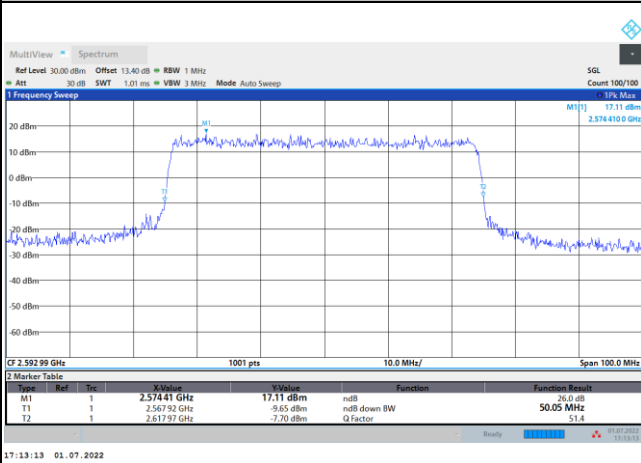 MultiView Spectrum
Ref Level 30.00 dBm Offset 13.40 dB RBW 1 MHz SGL
Att 30 dB SWT 1.01 ms VBW 3 MHz Mode Auto Sweep Count 100/100
1 Frequency Sweep 1Pk Max
M1[1] 17.11 dBm
2.574 410 0 GHz
M1
20 dBm
10 dBm
0 dBm
T1 T2
-10 dBm
-20 dBm
-30 dBm
-40 dBm
-50 dBm
-60 dBm
CF 2.592 99 GHz 1001 pts 10.0 MHz/ Span 100.0 MHz
2 Marker Table
Type Ref Trc X-Value Y-Value Function Function Result
M1 1 2.574 41 GHz 17.11 dBm ndB 26.0 dB
T1 1 2.567 92 GHz -9.65 dBm ndB down BW 50.05 MHz
T2 1 2.617 97 GHz -7.70 dBm Q Factor 51.4
Ready 01.07.2022
17:13:13
17:13:13 01.07.2022